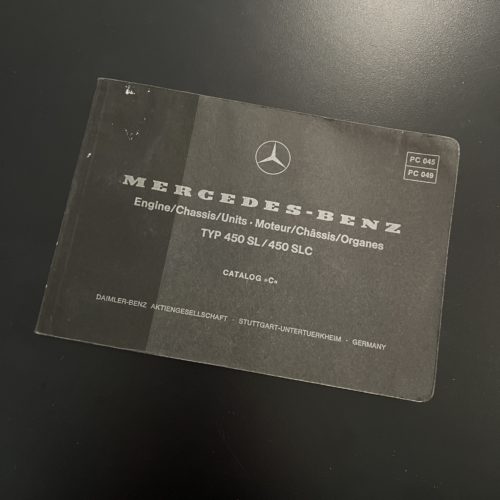 PC 045
PC 049
MERCEDES-BENZ
Engine/Chassis/Units · Moteur/Châssis/Organes
TYP 450 SL/450 SLC
CATALOG »C«
DAIMLER-BENZ AKTIENGESELLSCHAFT · STUTTGART-UNTERTUERKHEIM · GERMANY